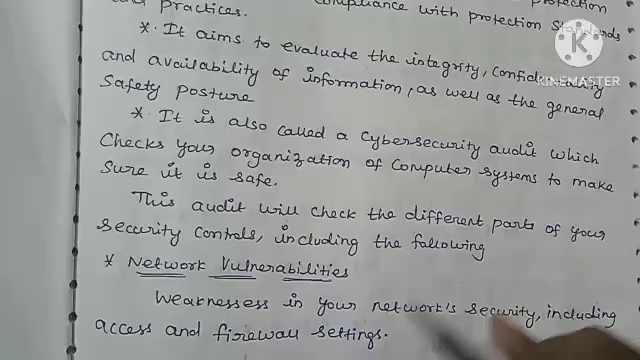 Practices. compliance with protection Standards
*. It aims to evaluate the integrity, confidentiality
and availability of information, as well as the general
Safety posture
*. It is also called a cybersecurity audit which
Checks your organization of computer systems to make
Sure it is safe.
This audit will check the different parts of your
security controls, including the following
* Network Vulnerabilities
Weaknessess in your network's security, including
access and firewall settings.
K
KINEMASTER